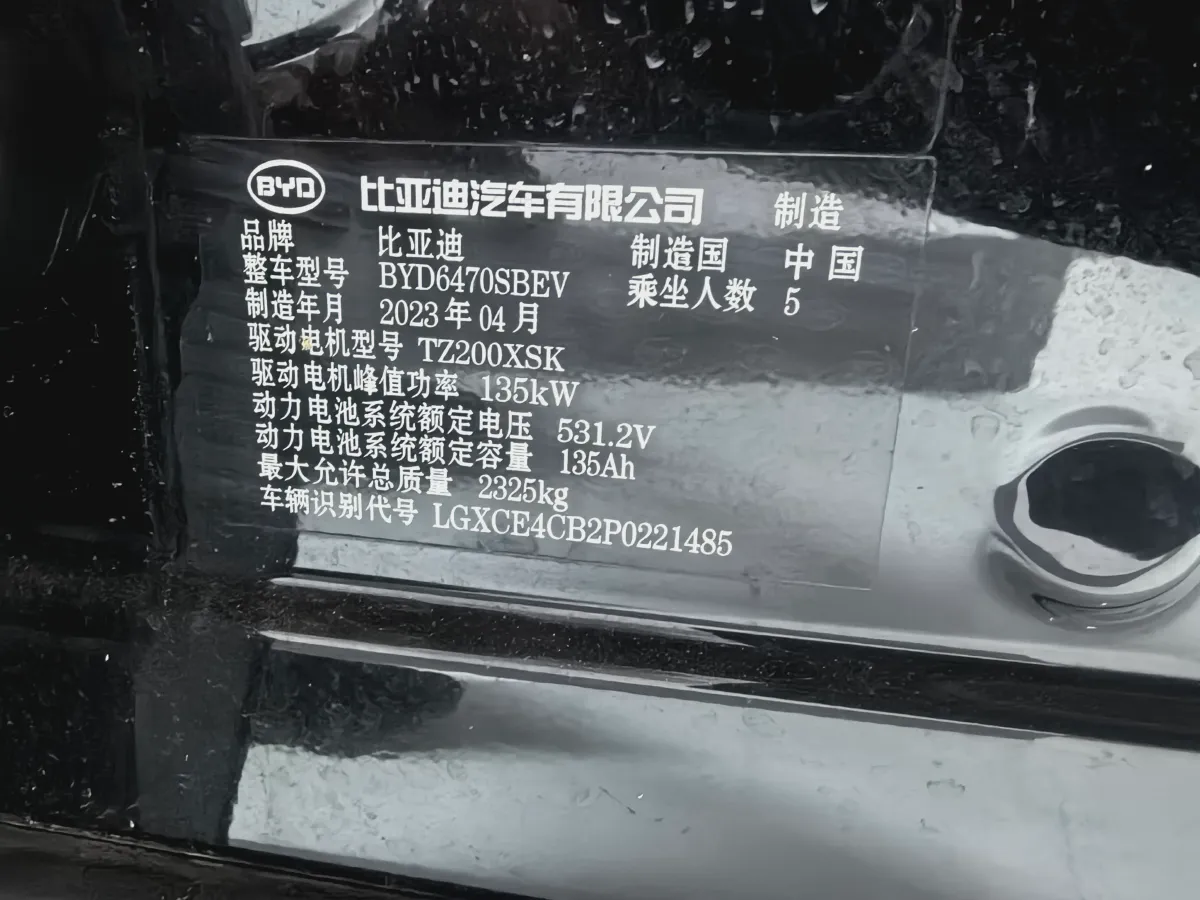 BYD 比亚迪汽车有限公司 制造
品牌 比亚迪 制造国 中国
整车型号 BYD6470SBEV 乘坐人数 5
制造年月 2023年04月
驱动电机型号 TZ200XSK
驱动电机峰值功率 135kW
动力电池系统额定电压 531.2V
动力电池系统额定容量 135Ah
最大允许总质量 2325kg
车辆识别代号 LGXCE4CB2P0221485